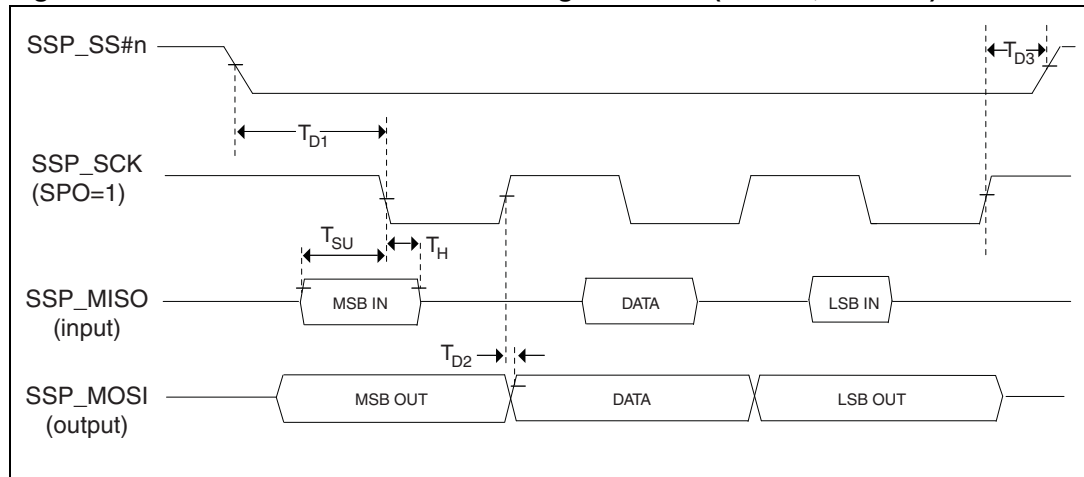 SSP_SS#n
TD3
TD1
SSP_SCK
(SPO=1)
TSU
TH
SSP_MISO
(input)
MSB IN
DATA
LSB IN
TD2
SSP_MOSI
(output)
MSB OUT
DATA
LSB OUT